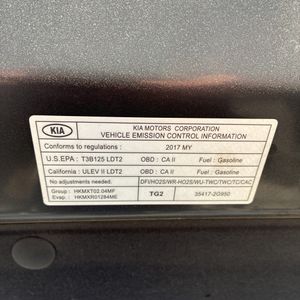 KIA
KIA MOTORS CORPORATION
VEHICLE EMISSION CONTROL INFORMATION
Conforms to regulations : 2017 MY
U.S.EPA : T3B125 LDT2 OBD : CA II Fuel : Gasoline
California : ULEV II LDT2 OBD : CA II Fuel : Gasoline
No adjustments needed. DFI/HO2S/WR-HO2S/WU-TWC/TWC/TC/CAC
Group : HKMXT02.04MF TG2 35417-2G950
Evap. : HKMXR01284ME